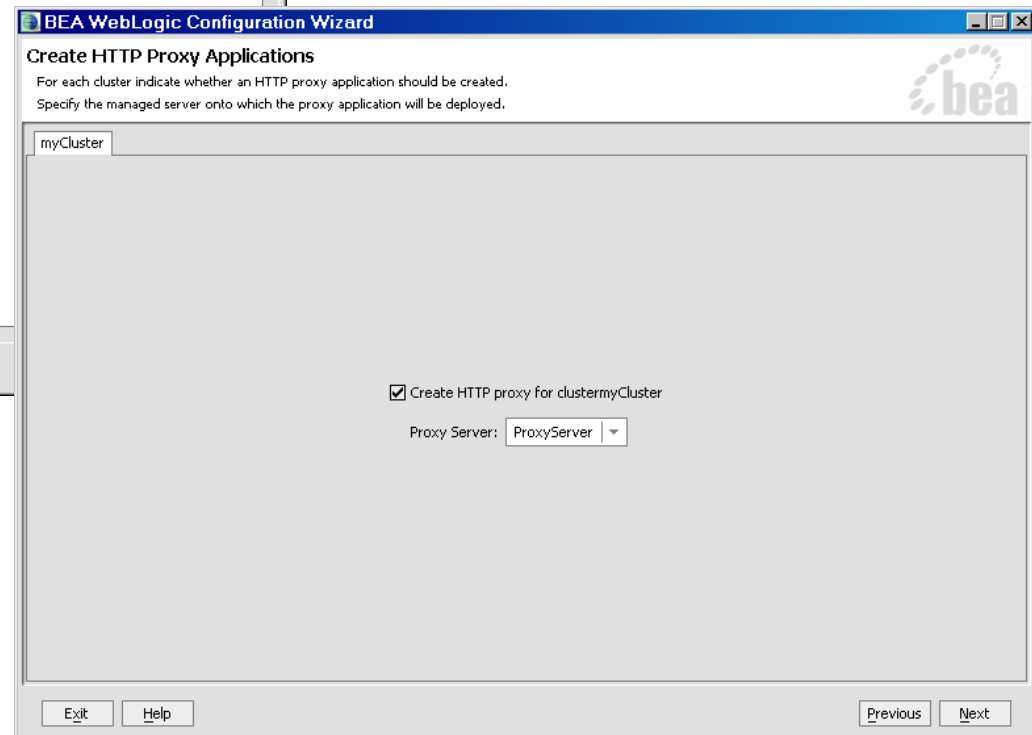 BEA WebLogic Configuration Wizard
Create HTTP Proxy Applications
For each cluster indicate whether an HTTP proxy application should be created.
Specify the managed server onto which the proxy application will be deployed.
bea
myCluster
Create HTTP proxy for clustermyCluster
Proxy Server: ProxyServer
Exit Help Previous Next